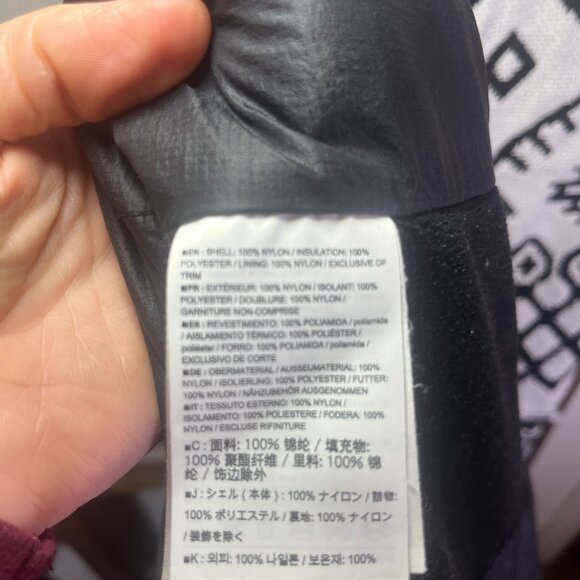 ■EN : SHELL: 100% NYLON / INSULATION: 100%
POLYESTER / LINING: 100% NYLON / EXCLUSIVE OF
TRIM
■FR : EXTÉRIEUR: 100% NYLON / ISOLANT: 100%
POLYESTER / DOUBLURE: 100% NYLON /
GARNITURE NON-COMPRISE
■ES : REVESTIMIENTO: 100% POLIAMIDA / poliamida
/ AISLAMIENTO TÉRMICO: 100% POLIÉSTER /
poliéster / FORRO: 100% POLIAMIDA / poliamida /
EXCLUSIVO DE CORTE
■DE : OBERMATERIAL / AUSSEUMATERIAL: 100%
NYLON / ISOLIERUNG: 100% POLYESTER / FUTTER:
100% NYLON / NÄHZUBEHÖR AUSGENOMMEN
■IT : TESSUTO ESTERNO: 100% NYLON /
ISOLAMENTO: 100% POLIESTERE / FODERA: 100%
NYLON / ESCLUSE RIFINITURE
■C: 面料: 100% 锦纶 / 填充物:
100% 聚酯纤维 / 里料: 100% 锦
纶 / 饰边除外
■J : シェル (本体) : 100% ナイロン / 詰物:
100% ポリエステル / 裏地: 100% ナイロン
/ 装飾を除く
■K : 외피: 100% 나일론 / 보온재: 100%